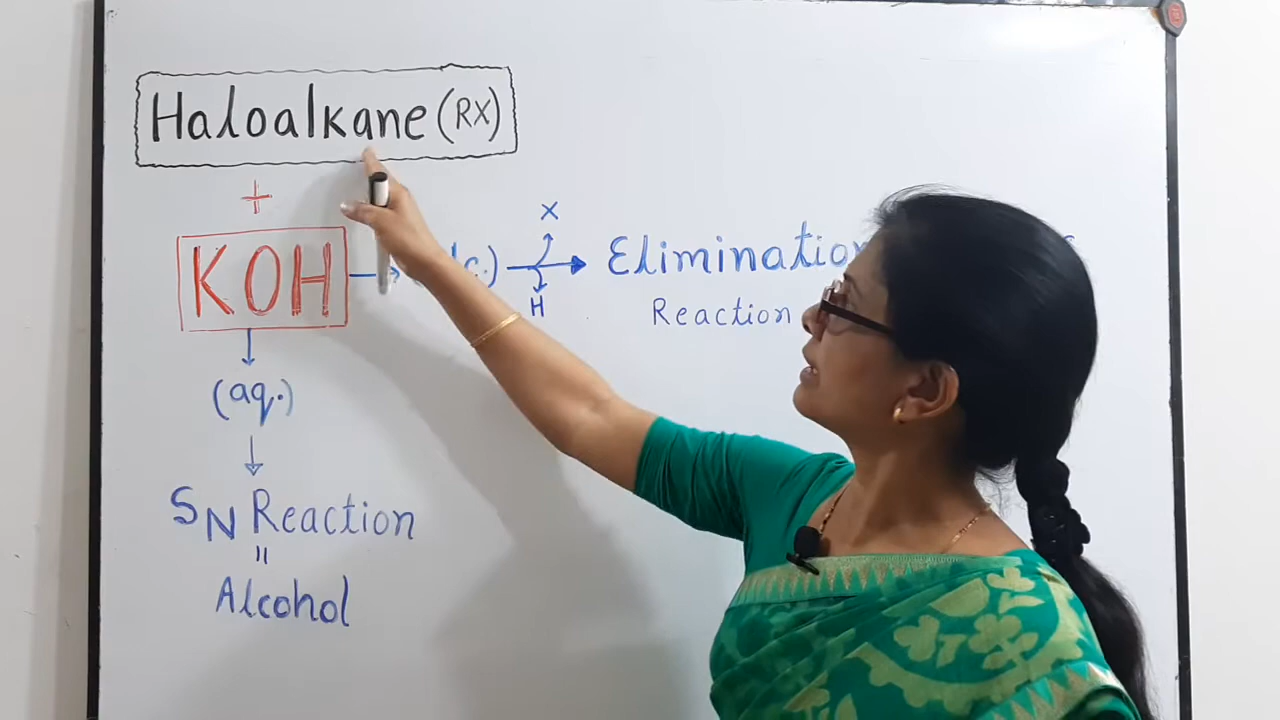 Haloalkane (RX)
+
KOH
X
Elimination
H
Reaction
(aq.)
SN Reaction
"
Alcohol